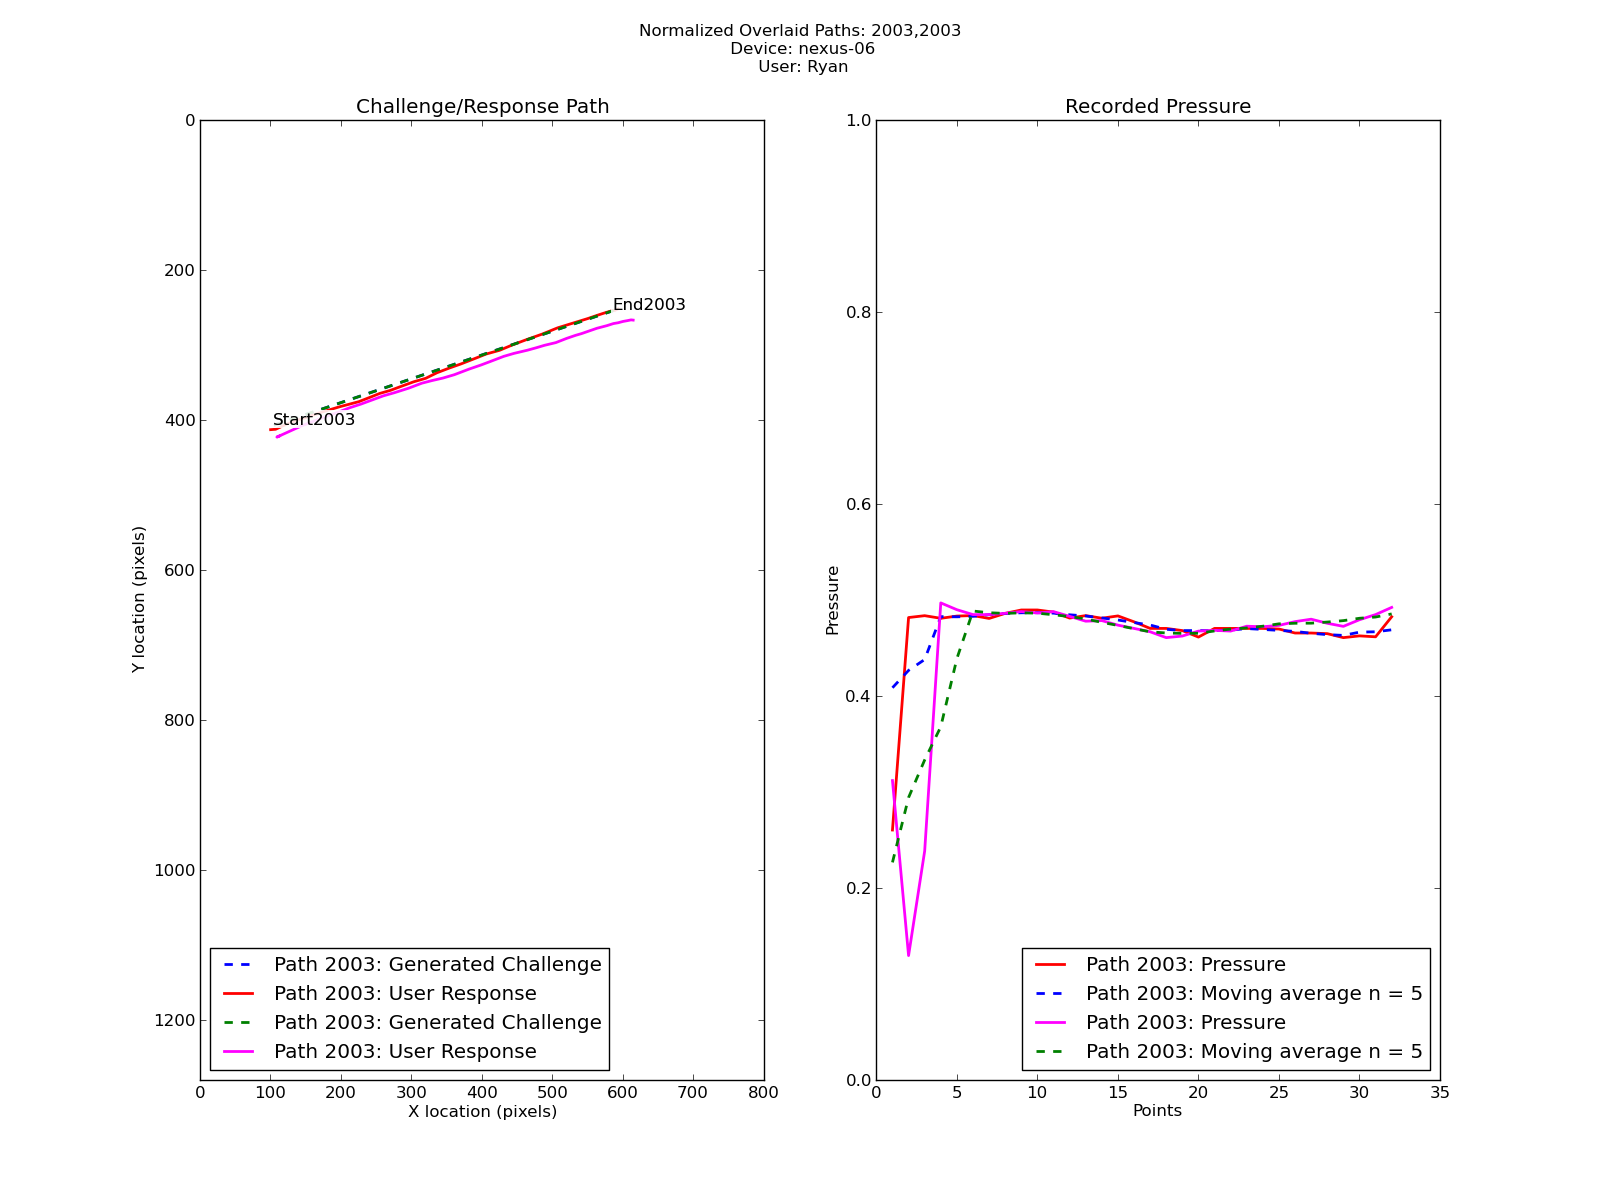 Normalized Overlaid Paths: 2003,2003
Device: nexus-06
User: Ryan
Challenge/Response Path
0
200
400
600
800
1000
1200
Y location (pixels)
End2003
Start2003
Path 2003: Generated Challenge
Path 2003: User Response
Path 2003: Generated Challenge
Path 2003: User Response
0 100 200 300 400 500 600 700 800
X location (pixels)
Recorded Pressure
1.0
0.8
0.6
0.4
0.2
0.0
Pressure
Path 2003: Pressure
Path 2003: Moving average n = 5
Path 2003: Pressure
Path 2003: Moving average n = 5
0 5 10 15 20 25 30 35
Points